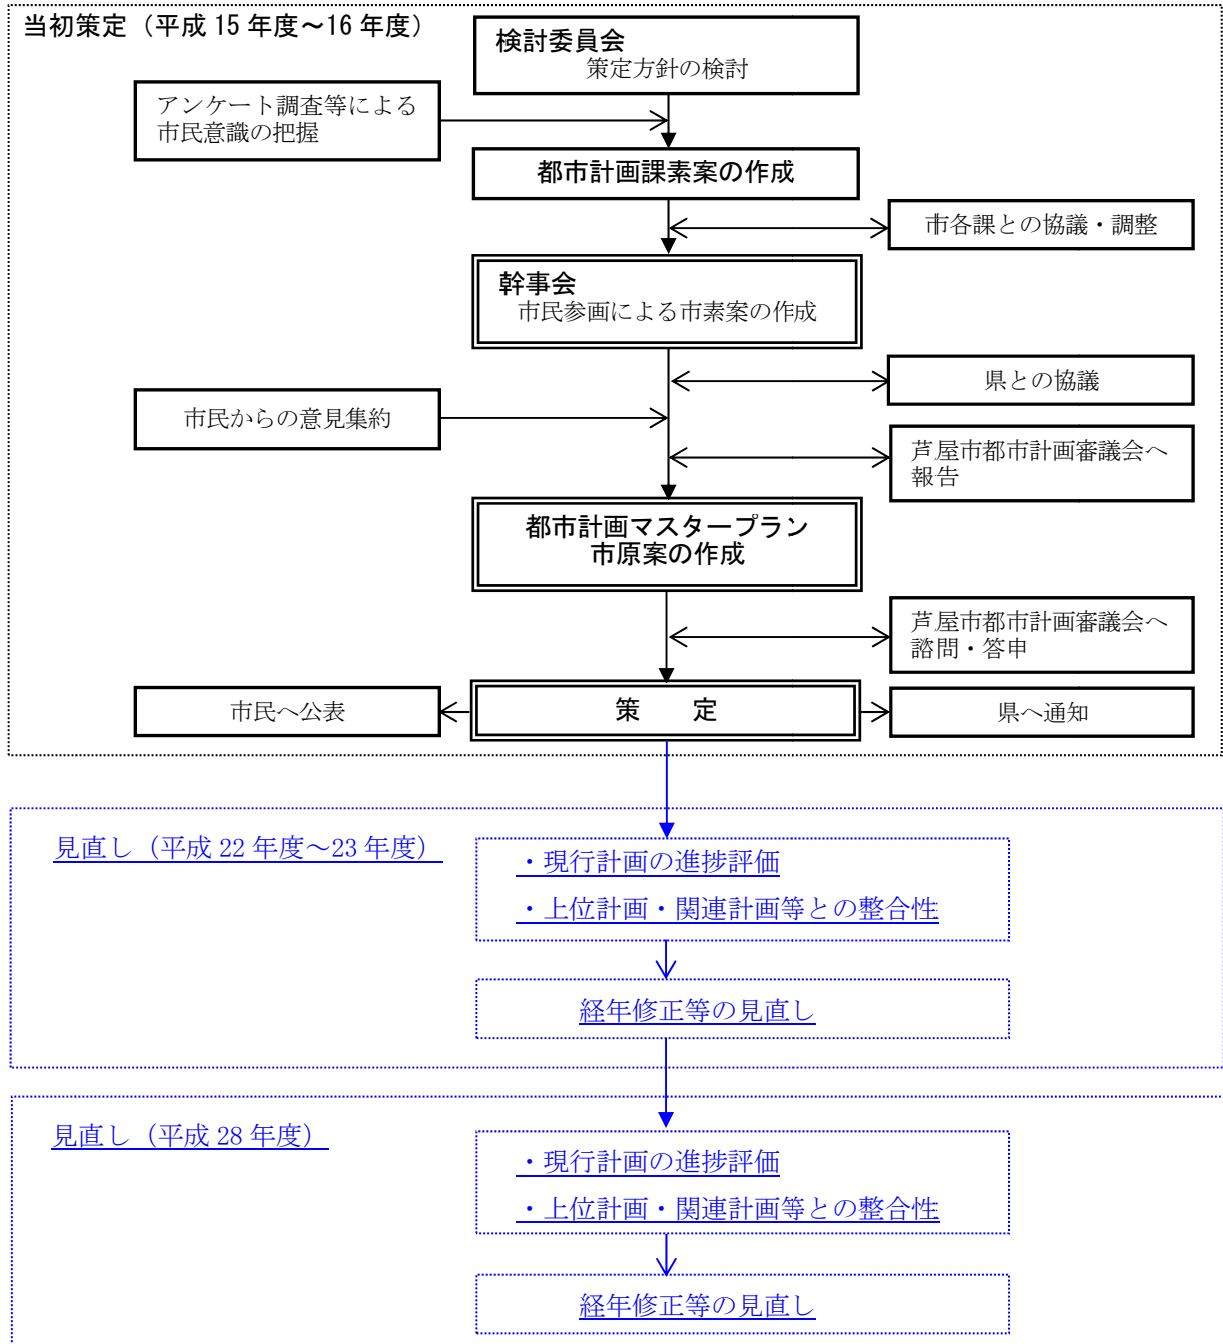 当初策定（平成 15 年度～16 年度）
検討委員会
策定方針の検討
アンケート調査等による
市民意識の把握
都市計画課素案の作成
市各課との協議・調整
幹事会
市民参画による市素案の作成
県との協議
市民からの意見集約
芦屋市都市計画審議会へ
報告
都市計画マスタープラン
市原案の作成
芦屋市都市計画審議会へ
諮問・答申
市民へ公表
策　定
県へ通知
見直し（平成 22 年度～23 年度）
・現行計画の進捗評価
・上位計画・関連計画等との整合性
経年修正等の見直し
見直し（平成 28 年度）
・現行計画の進捗評価
・上位計画・関連計画等との整合性
経年修正等の見直し